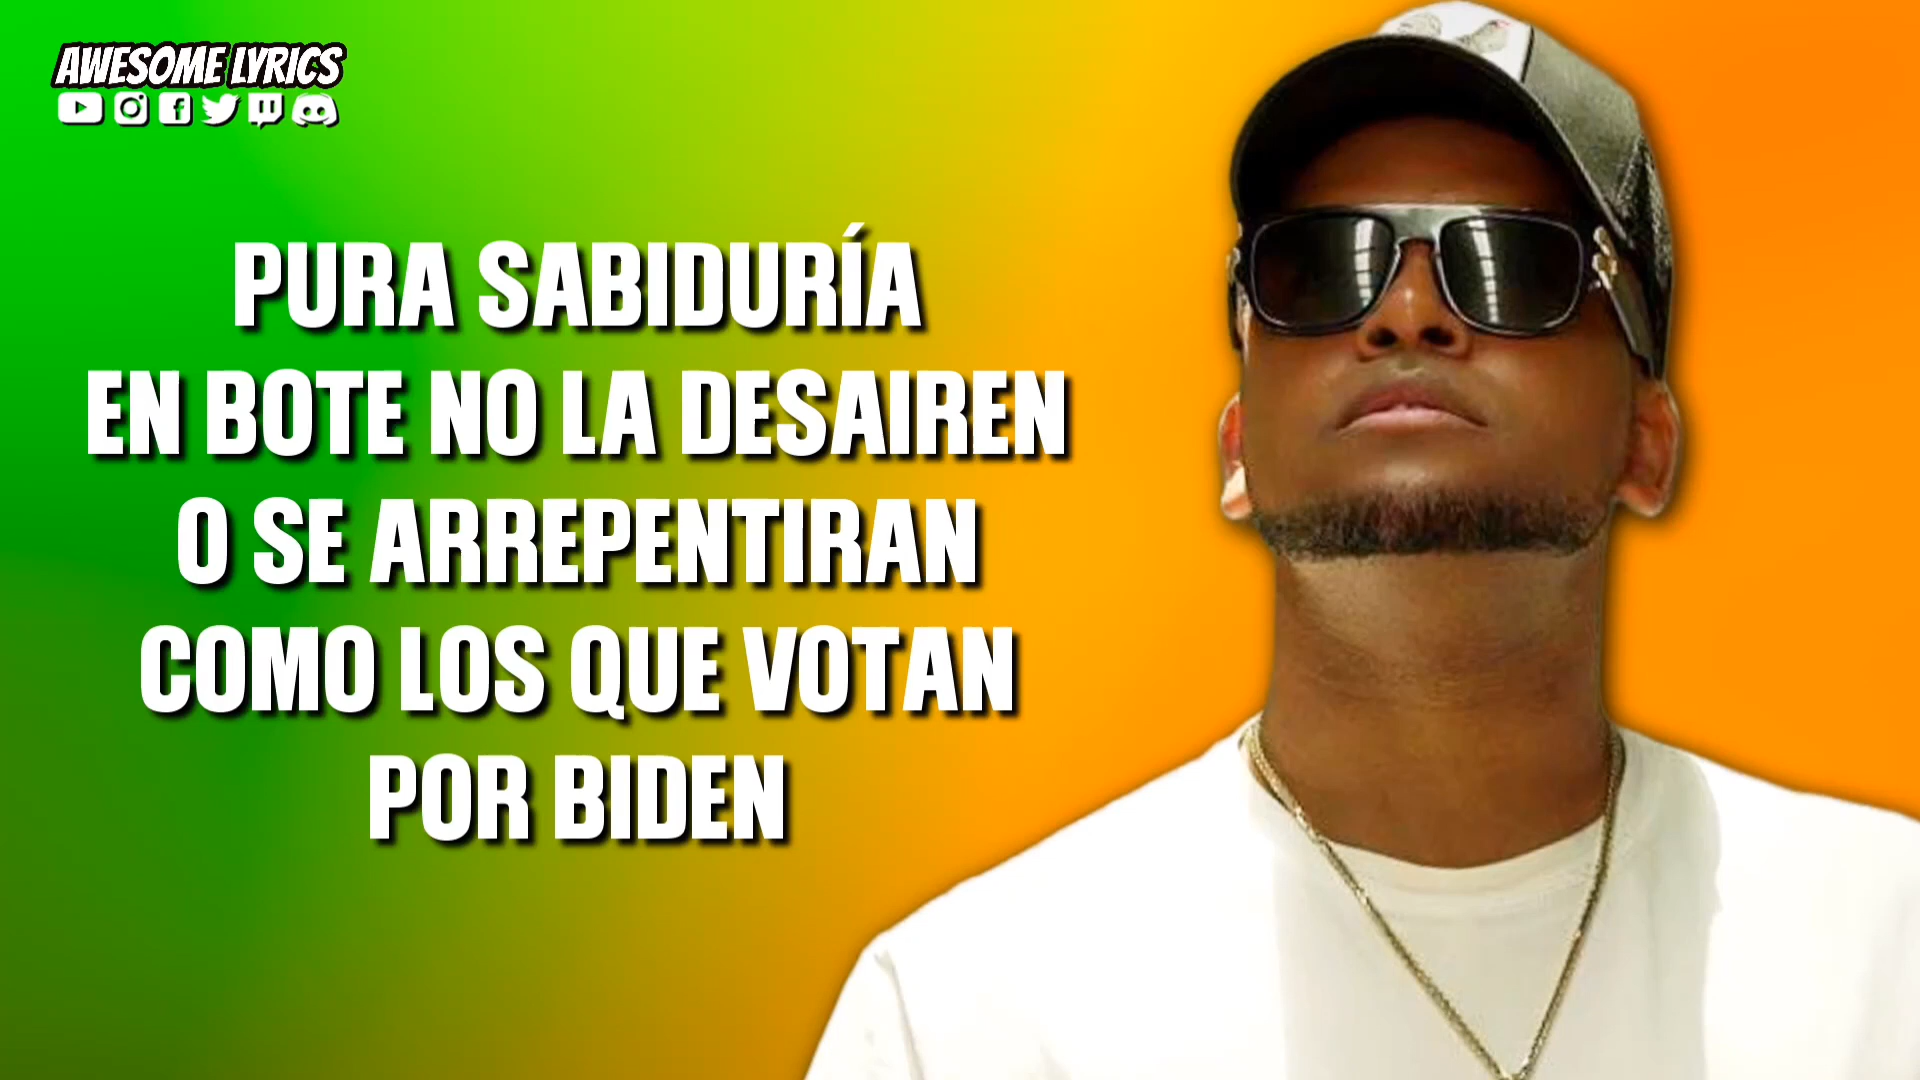 AWESOME LYRICS
PURA SABIDURÍA
EN BOTE NO LA DESAIREN
O SE ARREPENTIRAN
COMO LOS QUE VOTAN
POR BIDEN